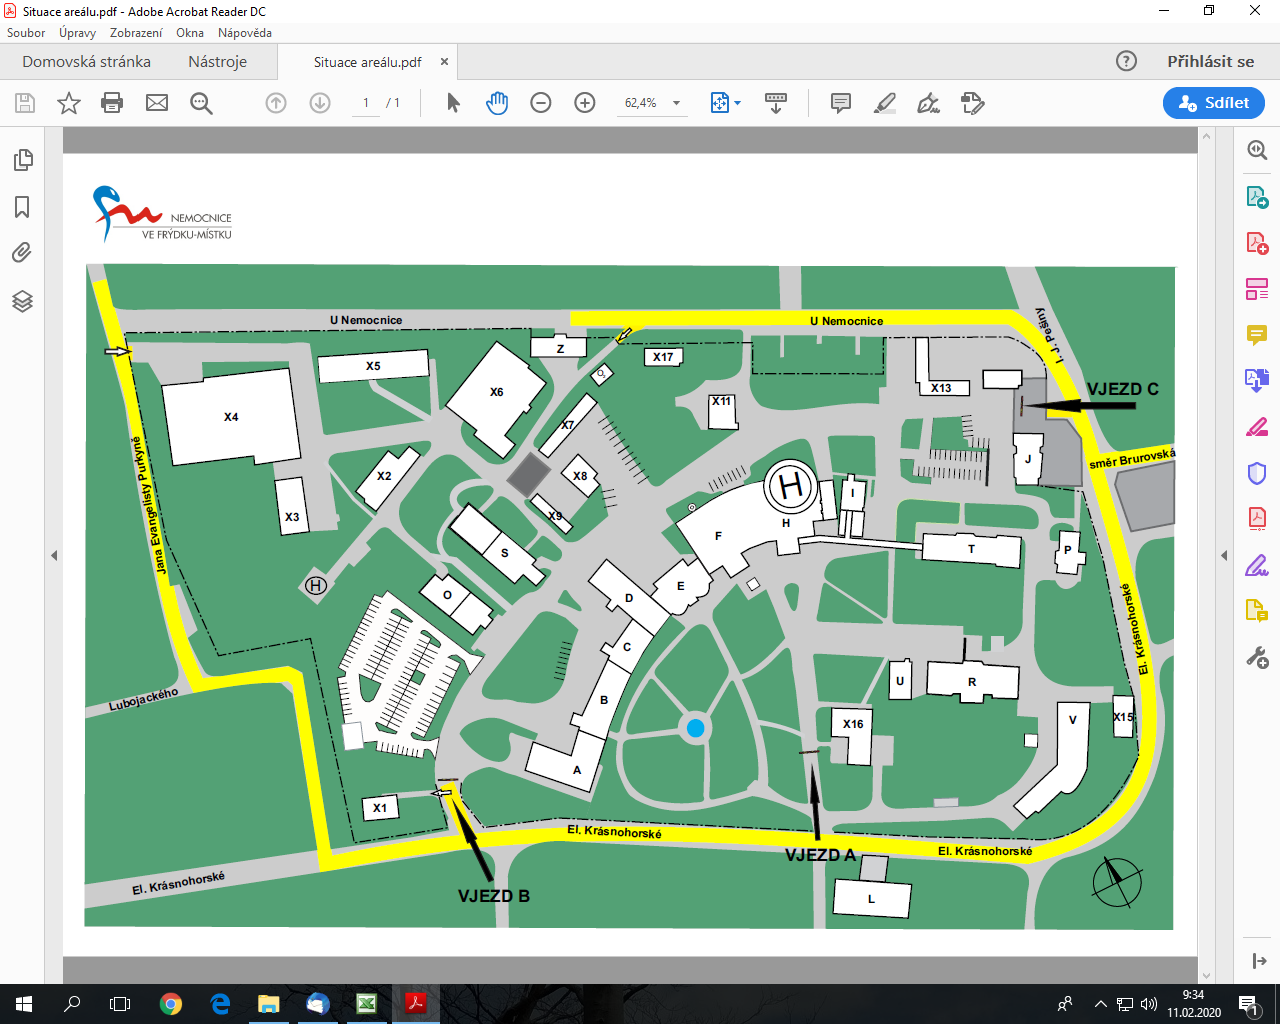 Situace areálu.pdf - Adobe Acrobat Reader DC
Soubor Úpravy Zobrazení Okna Nápověda
Domovská stránka Nástroje Situace areálu.pdf × Přihlásit se
1 / 1 62,4% Sdílet
NEMOCNICE
VE FRÝDKU-MÍSTKU
U Nemocnice
U Nemocnice
I. J. Pešiny
Z
X17
X5
X6
X13
VJEZD C
X4
X11
X7
směr Brurovská
J
X2
X8
H
I
X3
X9
F
H
S
T
P
Jana Evangelisty Purkyně
H
O
E
D
El. Krásnohorské
C
U
R
Lubojackého
B
X16
V
X15
A
X1
El. Krásnohorské
El. Krásnohorské
VJEZD A
El. Krásnohorské
VJEZD B
L
9:34
11.02.2020
1